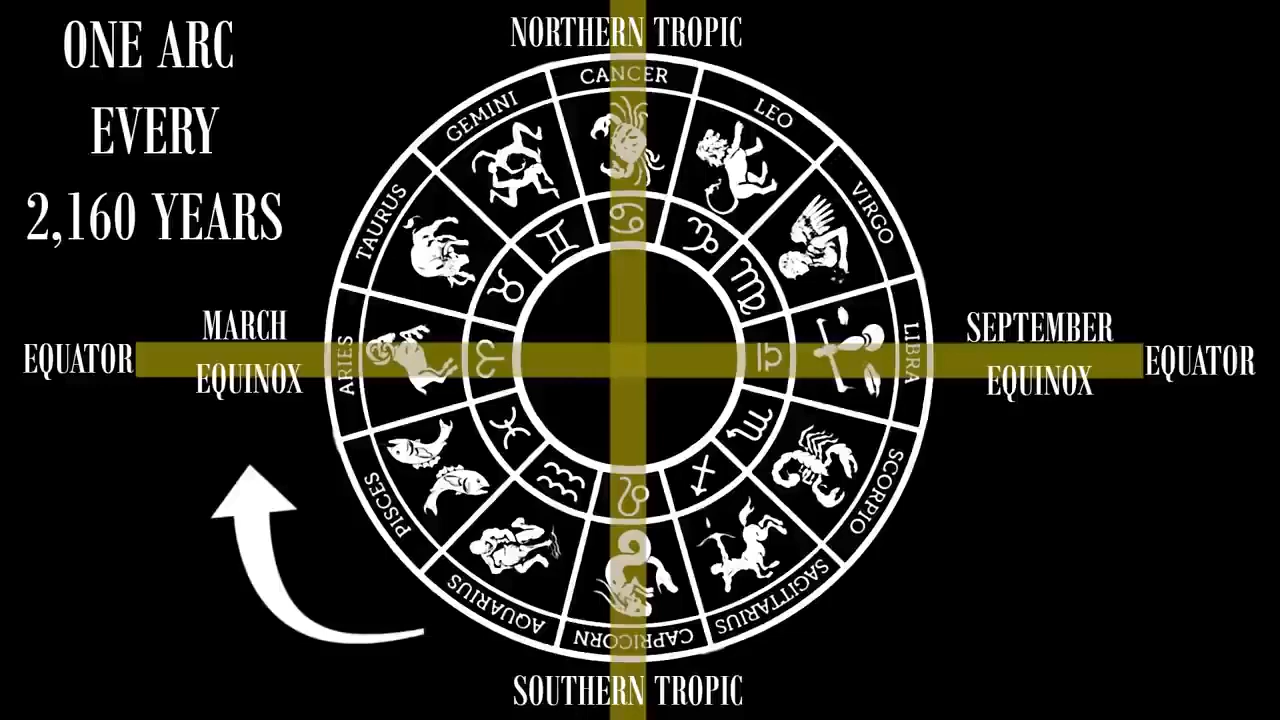 ONE ARC
EVERY
2,160 YEARS
NORTHERN TROPIC
CANCER
LEO
VIRGO
LIBRA
SCORPIO
SAGITTARIUS
CAPRICORN
AQUARIUS
PISCES
ARIES
TAURUS
GEMINI
EQUATOR
MARCH
EQUINOX
SEPTEMBER
EQUINOX
EQUATOR
SOUTHERN TROPIC